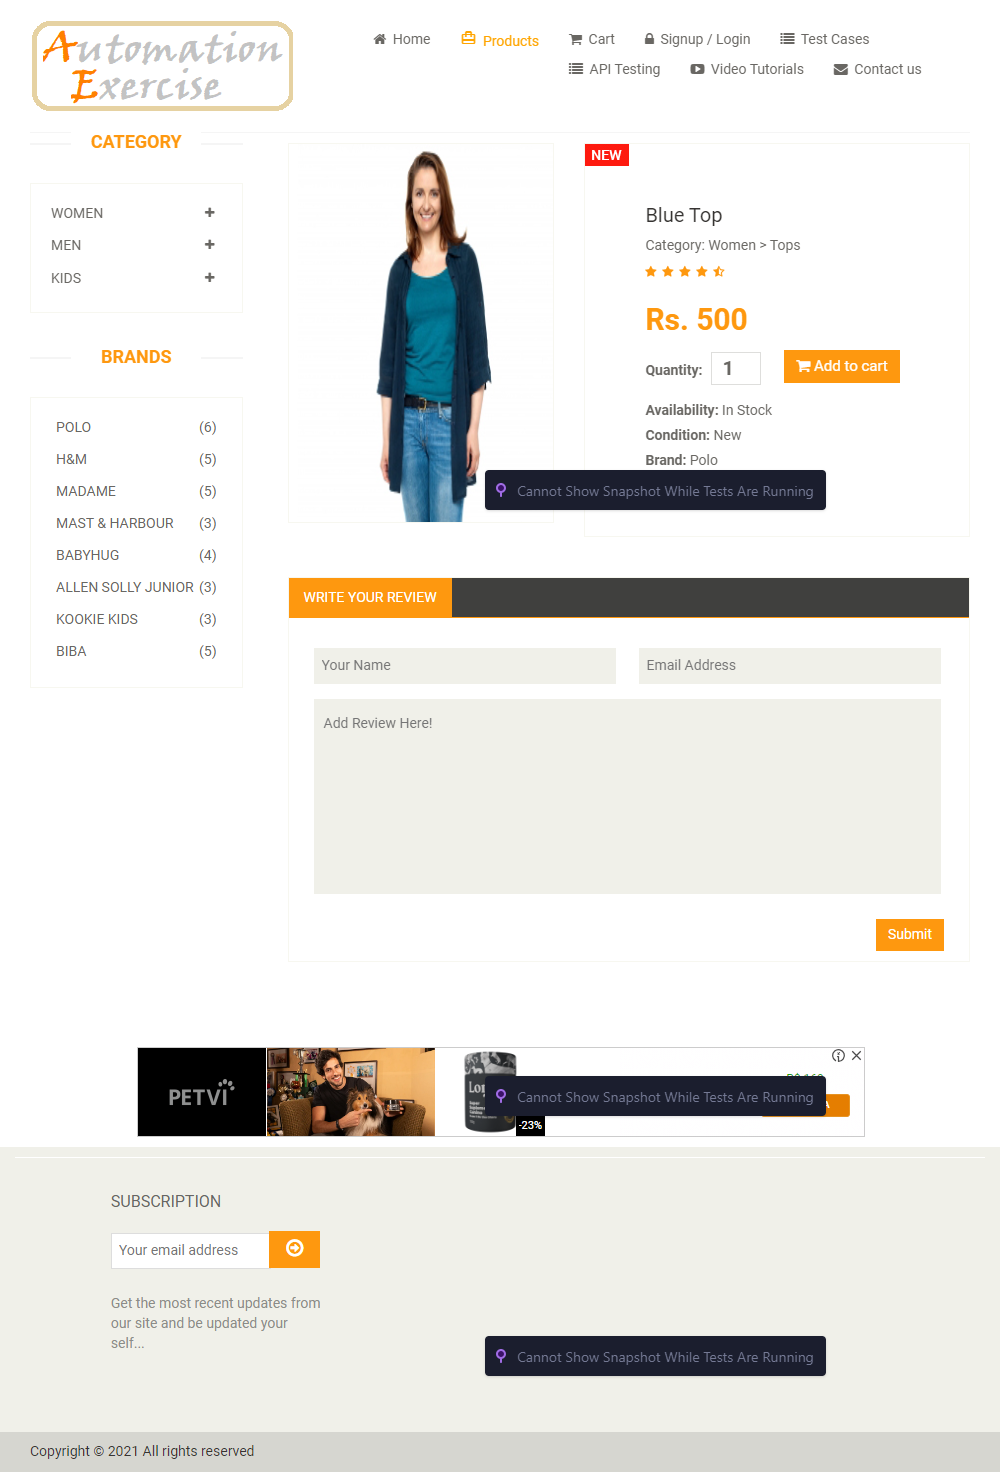 Automation
Exercise
Home
Products
Cart
Signup / Login
Test Cases
API Testing
Video Tutorials
Contact us
CATEGORY
WOMEN
MEN
KIDS
BRANDS
POLO (6)
H&M (5)
MADAME (5)
MAST & HARBOUR (3)
BABYHUG (4)
ALLEN SOLLY JUNIOR (3)
KOOKIE KIDS (3)
BIBA (5)
NEW
Blue Top
Category: Women > Tops
Rs. 500
Quantity: 1 Add to cart
Availability: In Stock
Condition: New
Brand: Polo
Cannot Show Snapshot While Tests Are Running
WRITE YOUR REVIEW
Your Name
Email Address
Add Review Here!
Submit
PETVI
Cannot Show Snapshot While Tests Are Running
-23%
SUBSCRIPTION
Your email address
Get the most recent updates from
our site and be updated your
self...
Cannot Show Snapshot While Tests Are Running
Copyright © 2021 All rights reserved